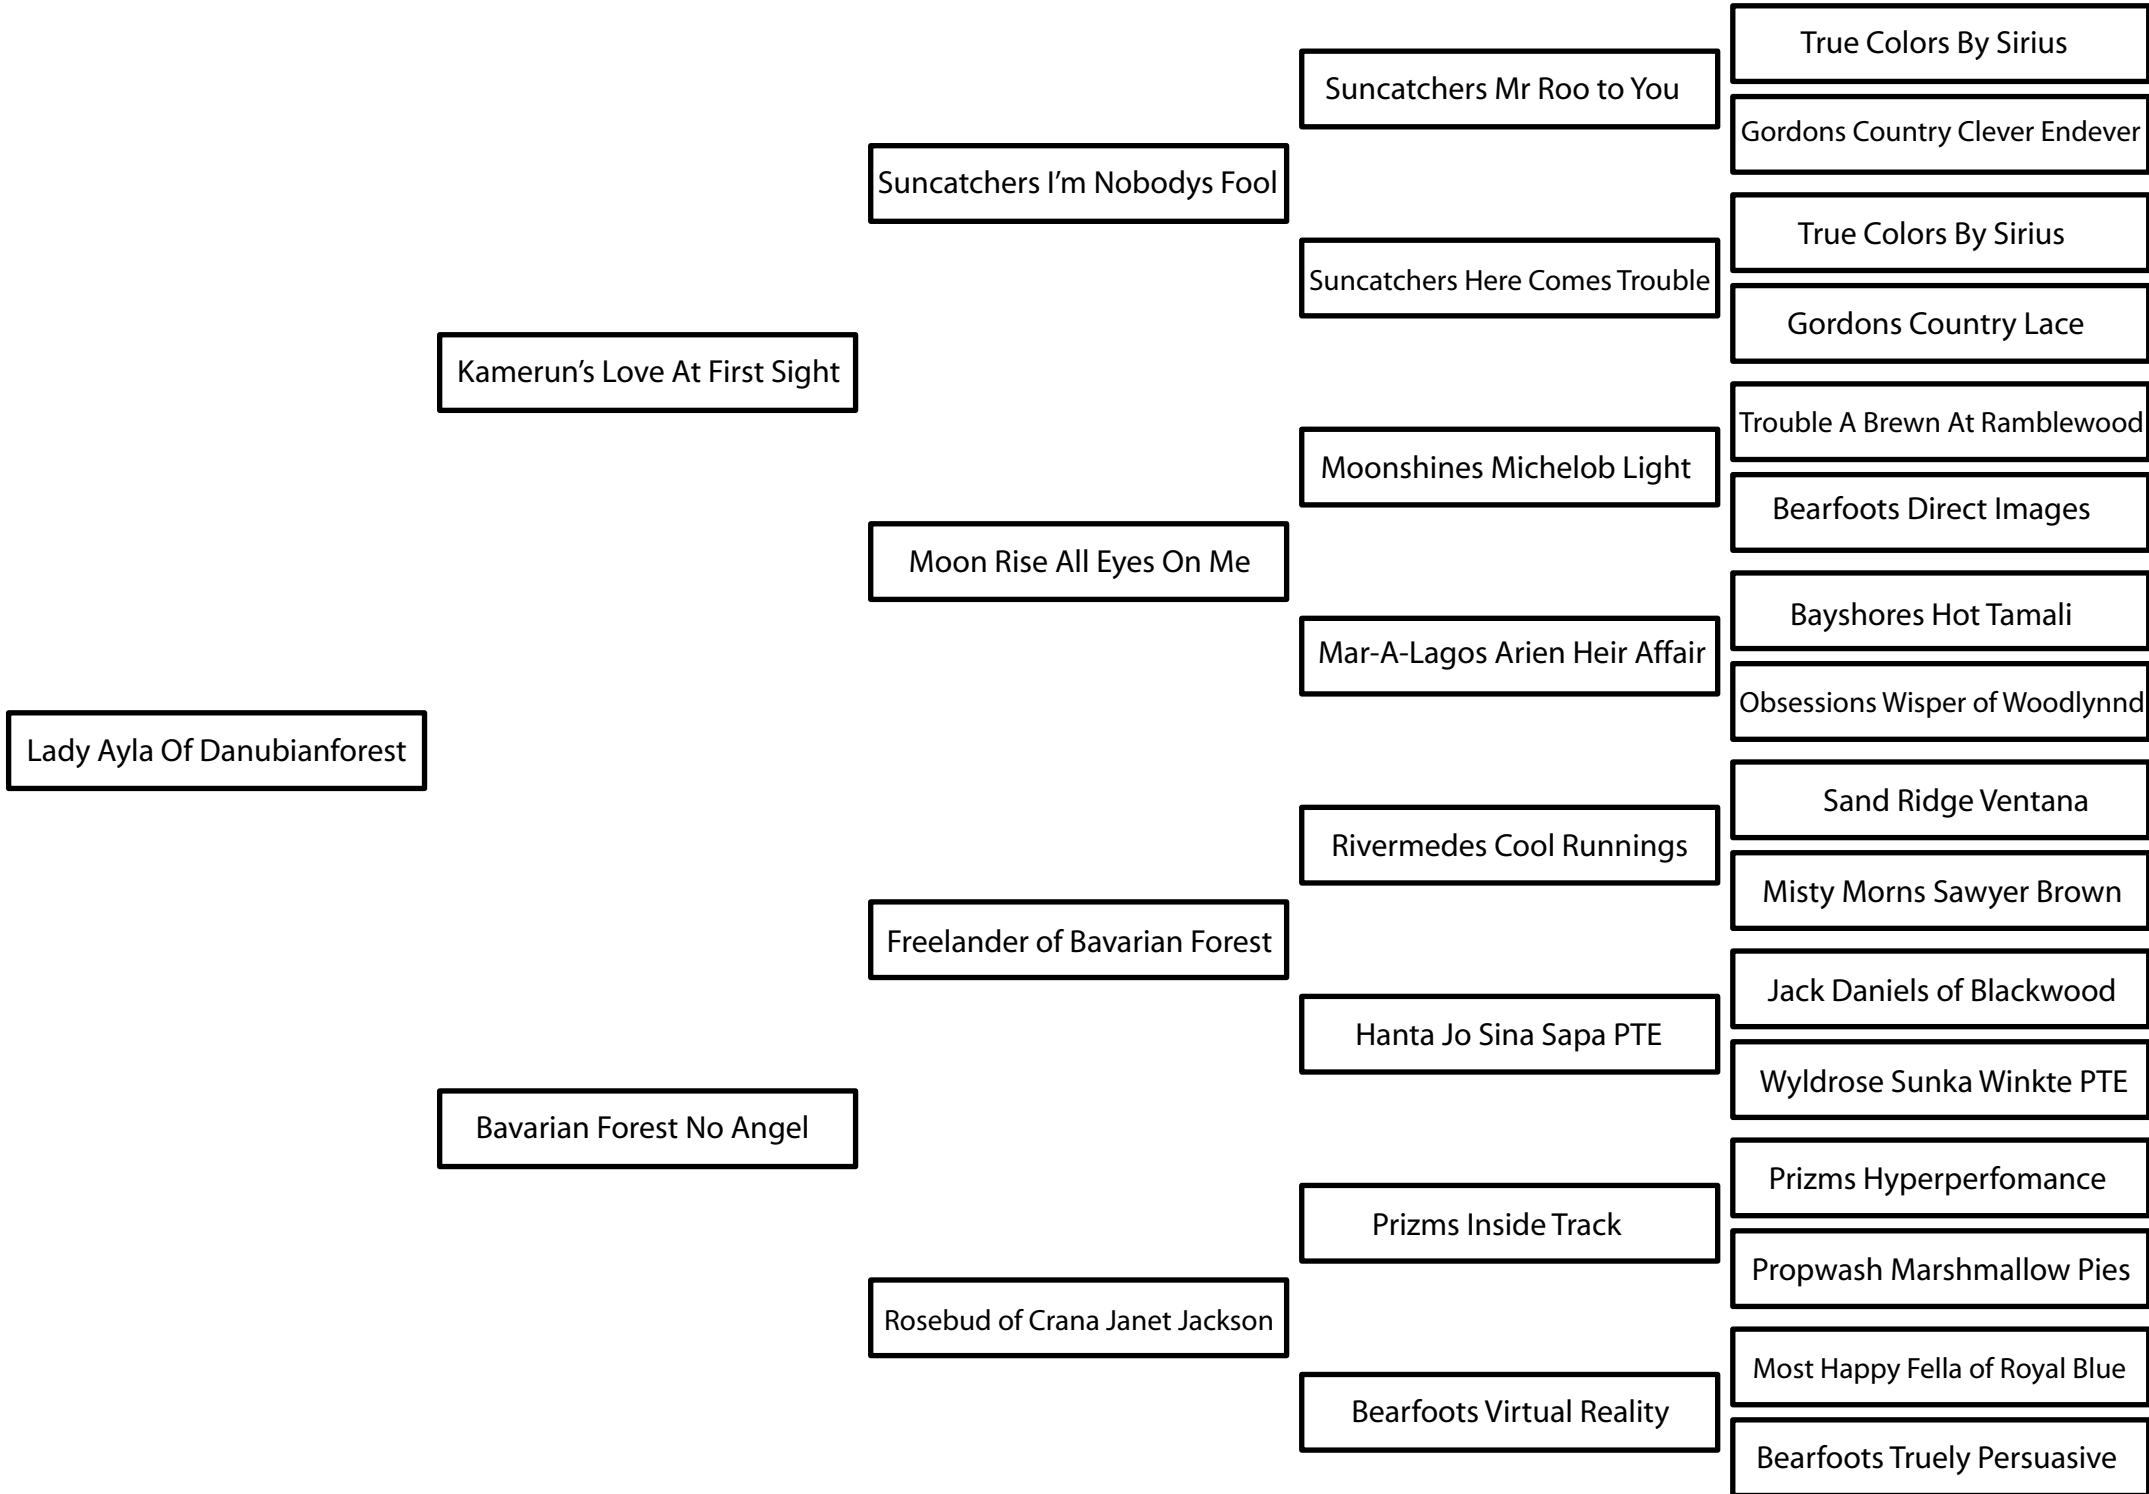 True Colors By Sirius
Suncatchers Mr Roo to You
Gordons Country Clever Endever
Suncatchers I'm Nobodys Fool
True Colors By Sirius
Suncatchers Here Comes Trouble
Gordons Country Lace
Kamerun's Love At First Sight
Trouble A Brewn At Ramblewood
Moonshines Michelob Light
Bearfoots Direct Images
Moon Rise All Eyes On Me
Bayshores Hot Tamali
Mar-A-Lagos Arien Heir Affair
Obsessions Wisper of Woodlynnd
Lady Ayla Of Danubianforest
Sand Ridge Ventana
Rivermedes Cool Runnings
Misty Morns Sawyer Brown
Freelander of Bavarian Forest
Jack Daniels of Blackwood
Hanta Jo Sina Sapa PTE
Wyldrose Sunka Winkte PTE
Bavarian Forest No Angel
Prizms Hyperperfomance
Prizms Inside Track
Propwash Marshmallow Pies
Rosebud of Crana Janet Jackson
Most Happy Fella of Royal Blue
Bearfoots Virtual Reality
Bearfoots Truely Persuasive